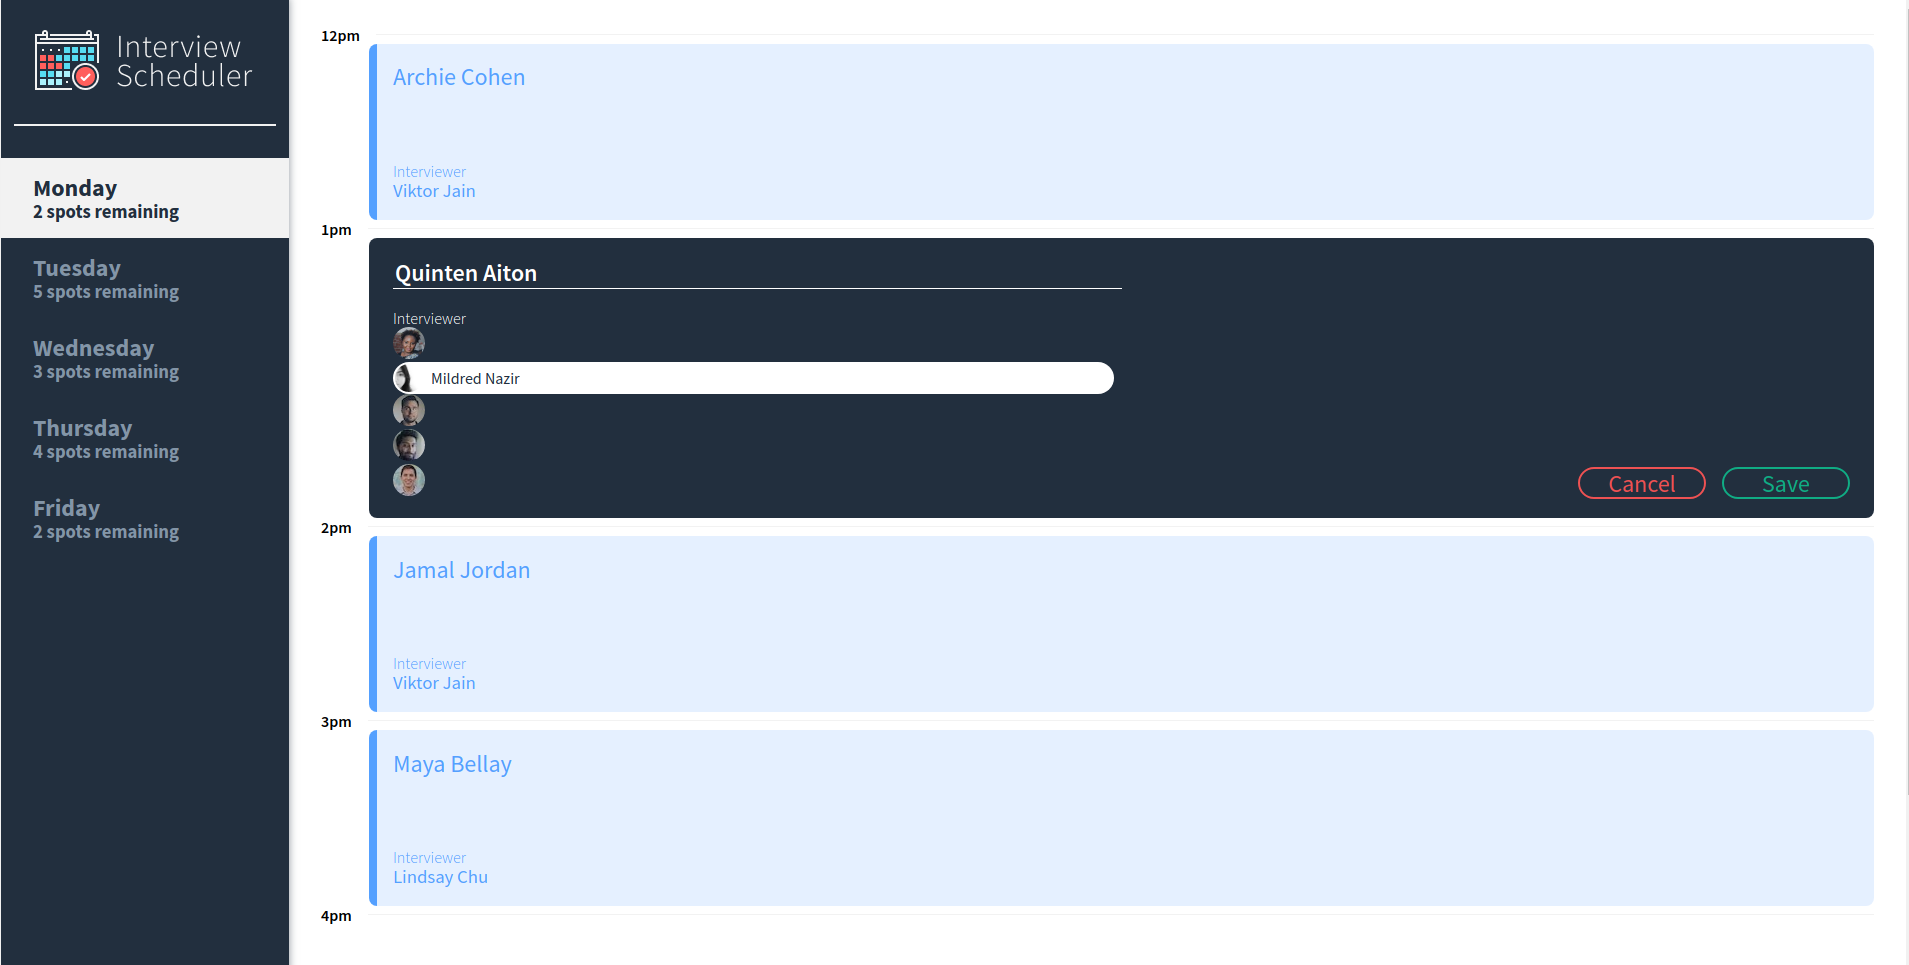 Interview
Scheduler
Monday
2 spots remaining
Tuesday
5 spots remaining
Wednesday
3 spots remaining
Thursday
4 spots remaining
Friday
2 spots remaining
12pm
Archie Cohen
Interviewer
Viktor Jain
1pm
Quinten Aiton
Interviewer
Mildred Nazir
Cancel Save
2pm
Jamal Jordan
Interviewer
Viktor Jain
3pm
Maya Bellay
Interviewer
Lindsay Chu
4pm